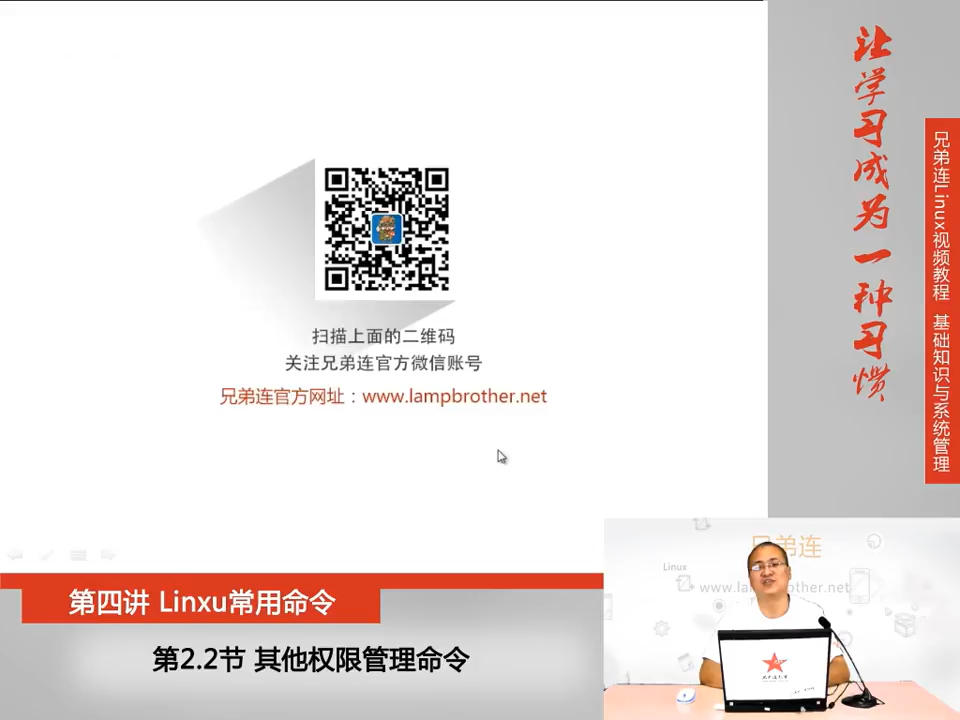 让学习成为一种习惯
兄弟连Linux视频教程 基础知识与系统管理
扫描上面的二维码
关注兄弟连官方微信账号
兄弟连官方网址：www.lampbrother.net
兄弟连
Linux
第四讲 Linxu常用命令
第2.2节 其他权限管理命令